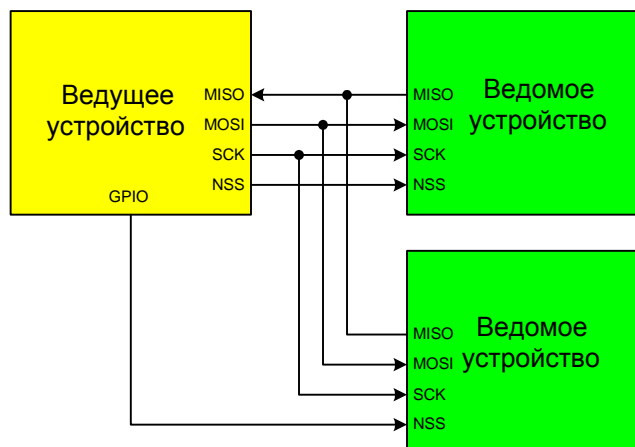 Ведущее
устройство
MISO
MOSI
SCK
NSS
GPIO
MISO
MOSI
SCK
NSS
Ведомое
устройство
MISO
MOSI
SCK
NSS
Ведомое
устройство